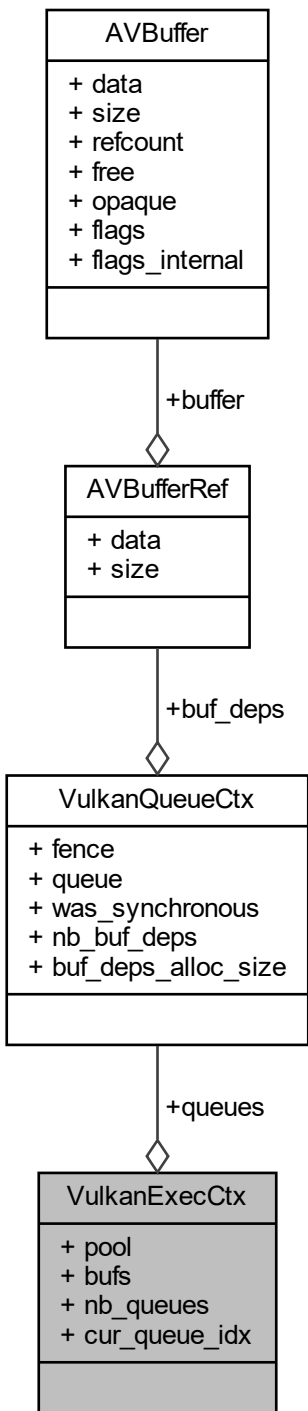 AVBuffer
+ data
+ size
+ refcount
+ free
+ opaque
+ flags
+ flags_internal
+buffer
AVBufferRef
+ data
+ size
+buf_deps
VulkanQueueCtx
+ fence
+ queue
+ was_synchronous
+ nb_buf_deps
+ buf_deps_alloc_size
+queues
VulkanExecCtx
+ pool
+ bufs
+ nb_queues
+ cur_queue_idx